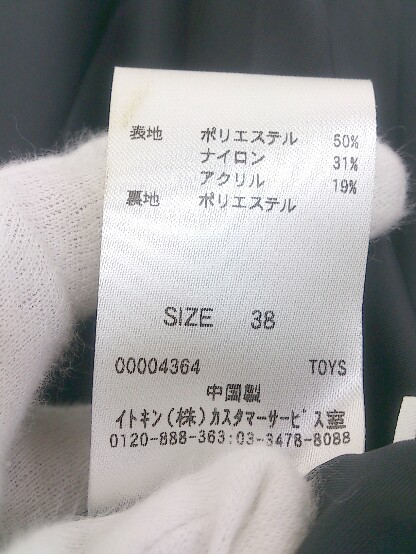 表地 ポリエステル 50%
ナイロン 31%
アクリル 19%
裏地 ポリエステル
SIZE 38
00004364 TOYS
中国製
イトキン(株)カスタマーサービス室
0120-888-363:03-3478-8088